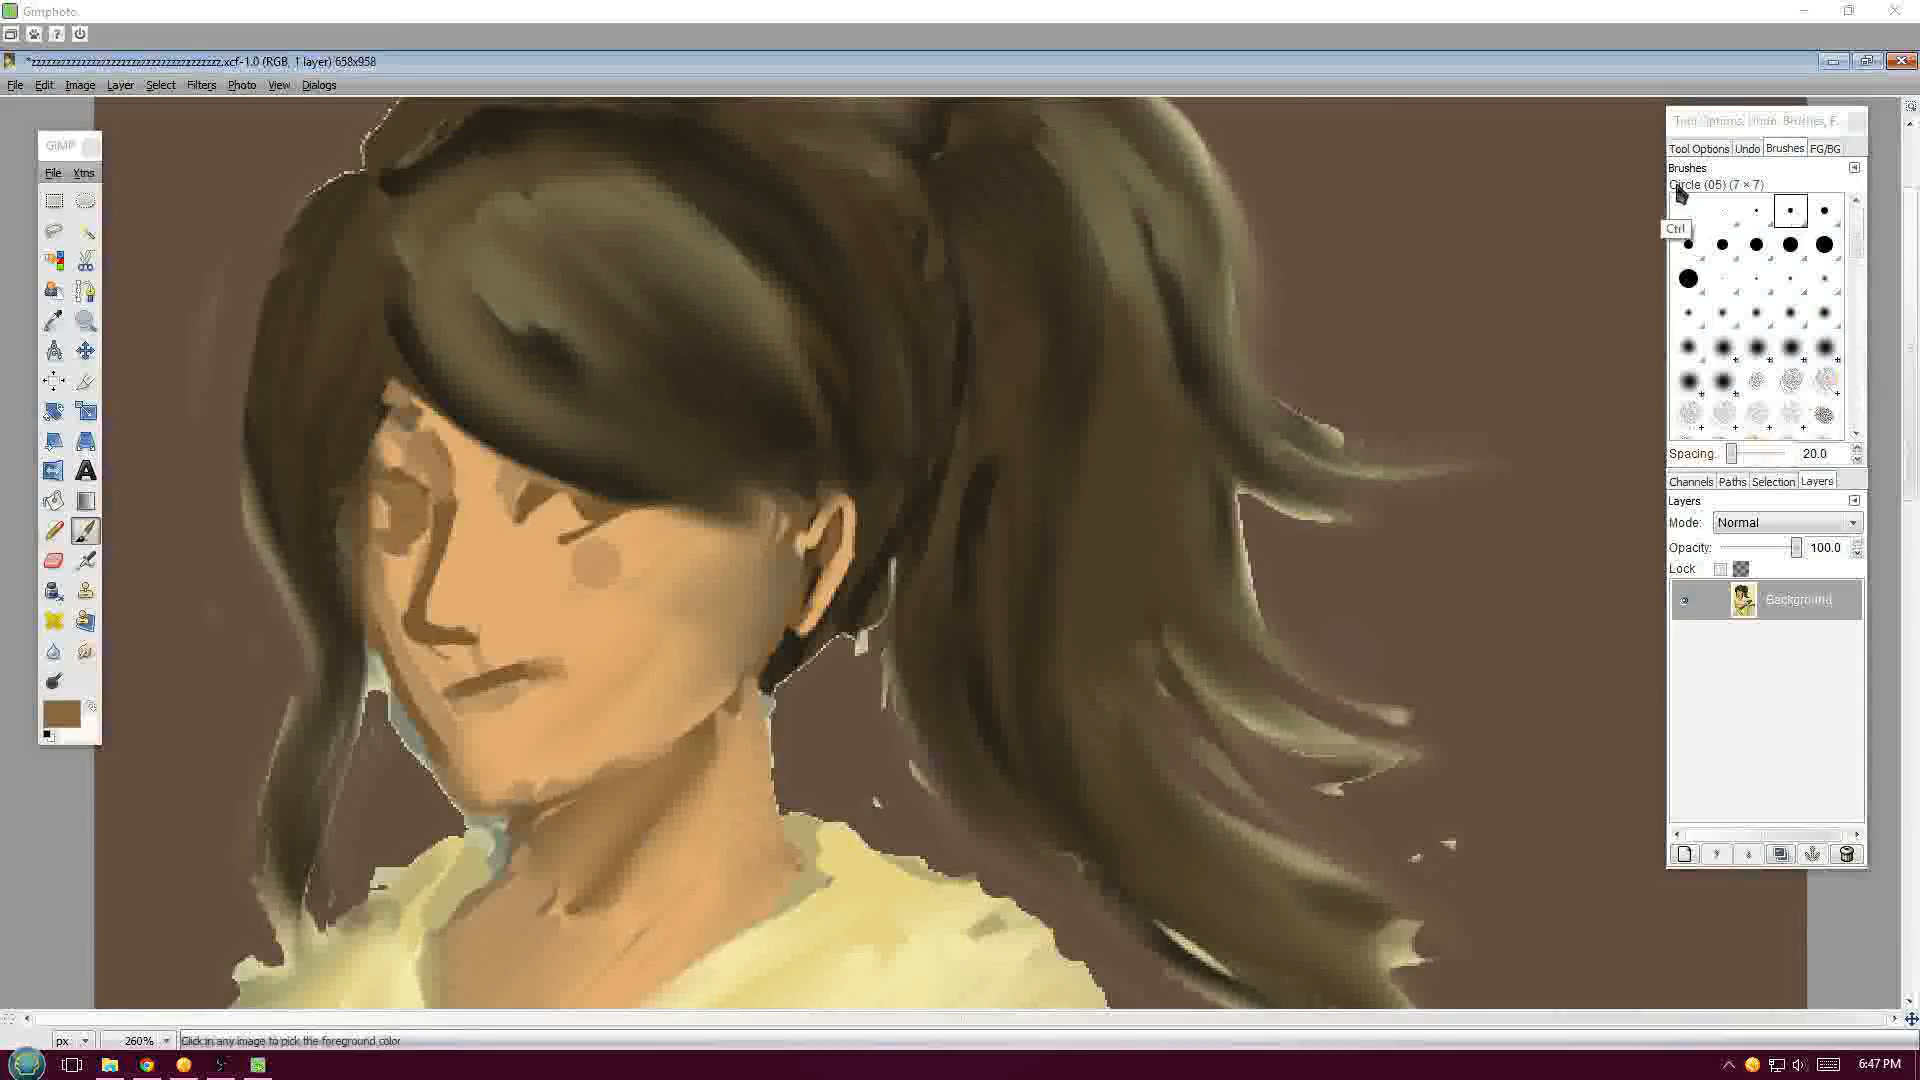 Gimphoto
*zzzzzzzzzzzzzzzzzzzzzzzzzzzzzzzzzzzzzz.xcf-1.0 (RGB, 1 layer) 658x958
File Edit Image Layer Select Filters Photo View Dialogs
GIMP
File Xtns
Tool Options, Undo, Brushes, F..
Tool Options Undo Brushes FG/BG
Brushes
Circle (05) (7 × 7)
Ctrl
Spacing: 20.0
Channels Paths Selection Layers
Layers
Mode: Normal
Opacity: 100.0
Lock
Background
px 260% Click in any image to pick the foreground color
6:47 PM